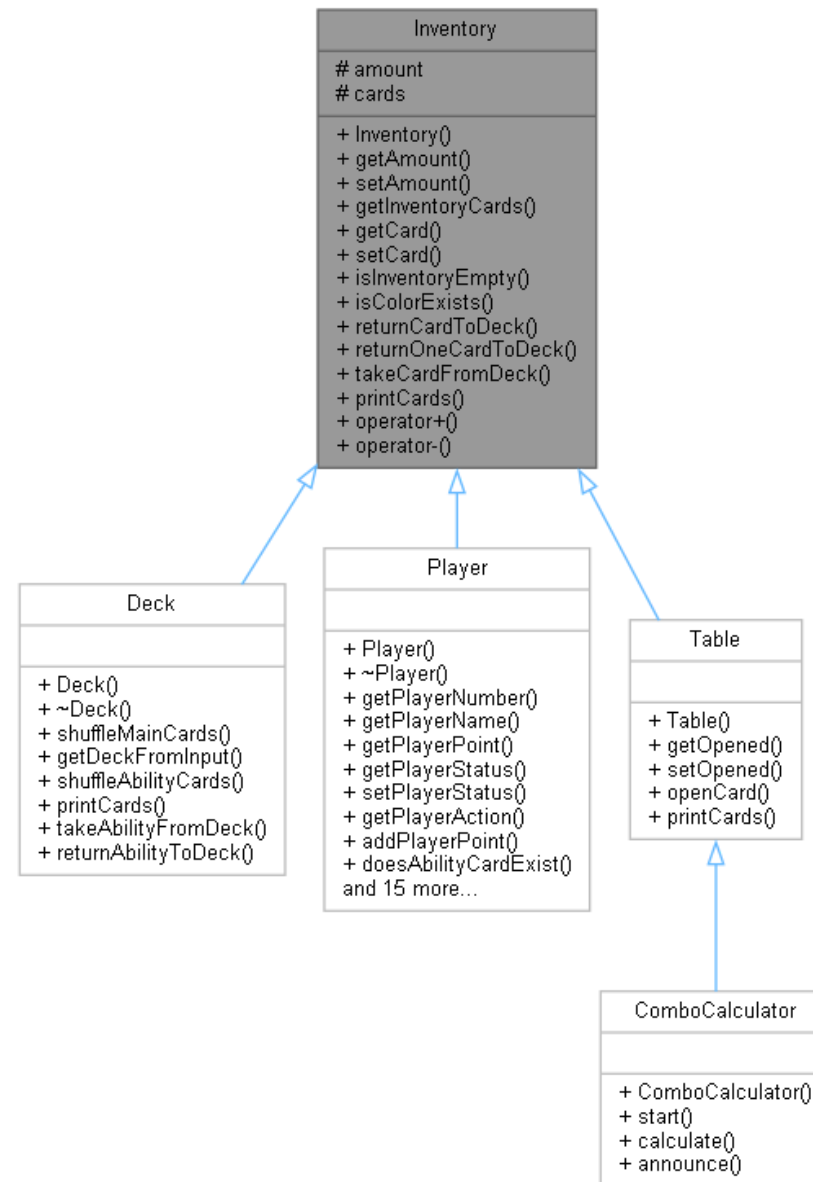 Inventory
# amount
# cards
+ Inventory()
+ getAmount()
+ setAmount()
+ getInventoryCards()
+ getCard()
+ setCard()
+ isInventoryEmpty()
+ isColorExists()
+ returnCardToDeck()
+ returnOneCardToDeck()
+ takeCardFromDeck()
+ printCards()
+ operator+()
+ operator-()
Deck
+ Deck()
+ ~Deck()
+ shuffleMainCards()
+ getDeckFromInput()
+ shuffleAbilityCards()
+ printCards()
+ takeAbilityFromDeck()
+ returnAbilityToDeck()
Player
+ Player()
+ ~Player()
+ getPlayerNumber()
+ getPlayerName()
+ getPlayerPoint()
+ getPlayerStatus()
+ setPlayerStatus()
+ getPlayerAction()
+ addPlayerPoint()
+ doesAbilityCardExist()
and 15 more...
Table
+ Table()
+ getOpened()
+ setOpened()
+ openCard()
+ printCards()
ComboCalculator
+ ComboCalculator()
+ start()
+ calculate()
+ announce()